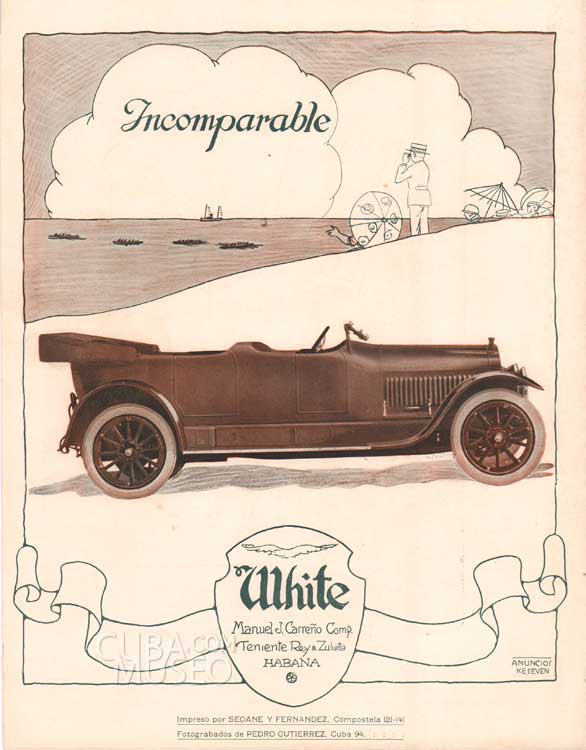 Incomparable
White
Manuel J. Carreño Comp.
Teniente Rey & Zulueta
HABANA
CUBA.COM
MUSEO
ANUNCIOS
KESEVEN
Impreso por SEOANE Y FERNANDEZ, Compostela 121-141
Fotograbados de PEDRO GUTIERREZ, Cuba 94.